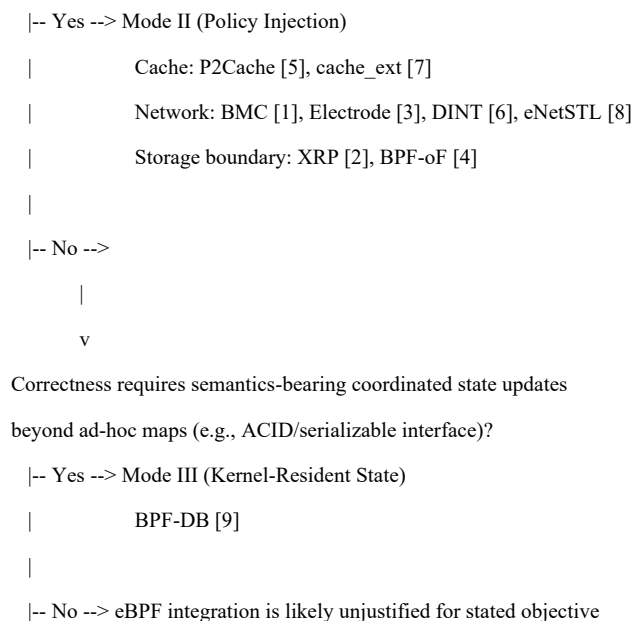 |-- Yes --> Mode II (Policy Injection)
| Cache: P2Cache [5], cache_ext [7]
| Network: BMC [1], Electrode [3], DINT [6], eNetSTL [8]
| Storage boundary: XRP [2], BPF-oF [4]
|
|-- No -->
|
v
Correctness requires semantics-bearing coordinated state updates
beyond ad-hoc maps (e.g., ACID/serializable interface)?
|-- Yes --> Mode III (Kernel-Resident State)
| BPF-DB [9]
|
|-- No --> eBPF integration is likely unjustified for stated objective